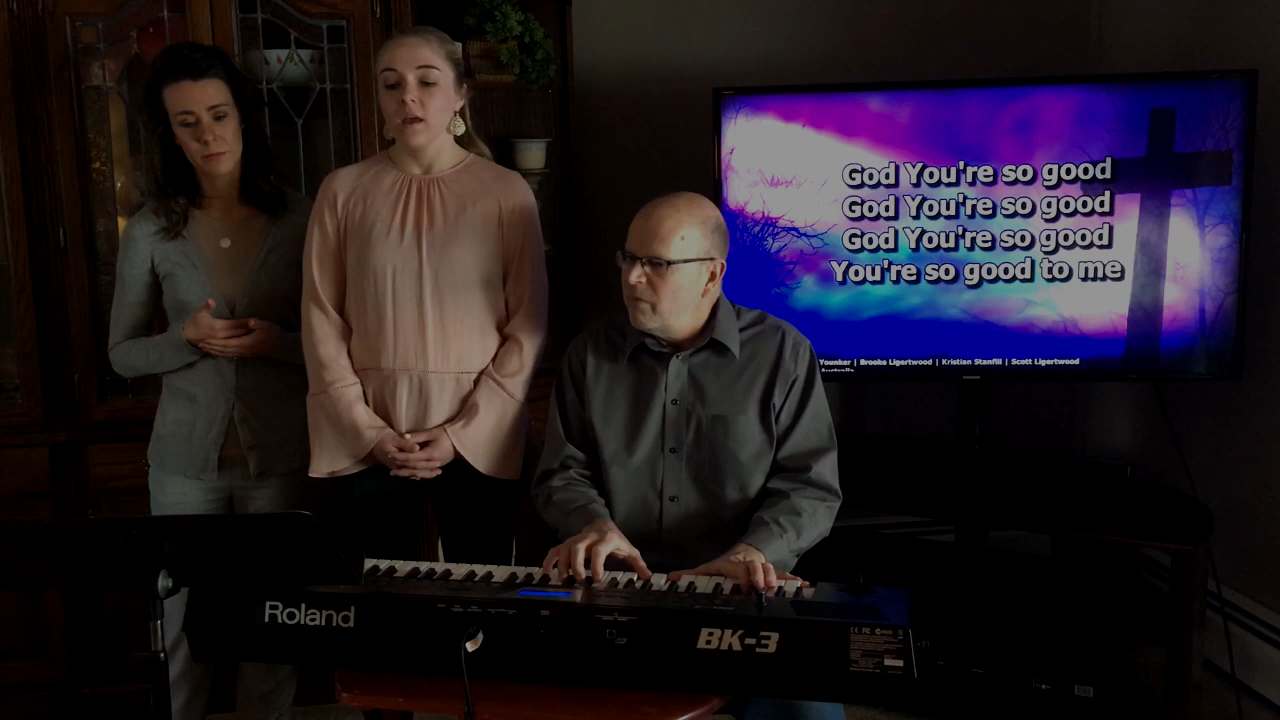 God You're so good
God You're so good
God You're so good
You're so good to me
Younker | Brooke Ligertwood | Kristian Stanfill | Scott Ligertwood
Australia
Roland
BK-3